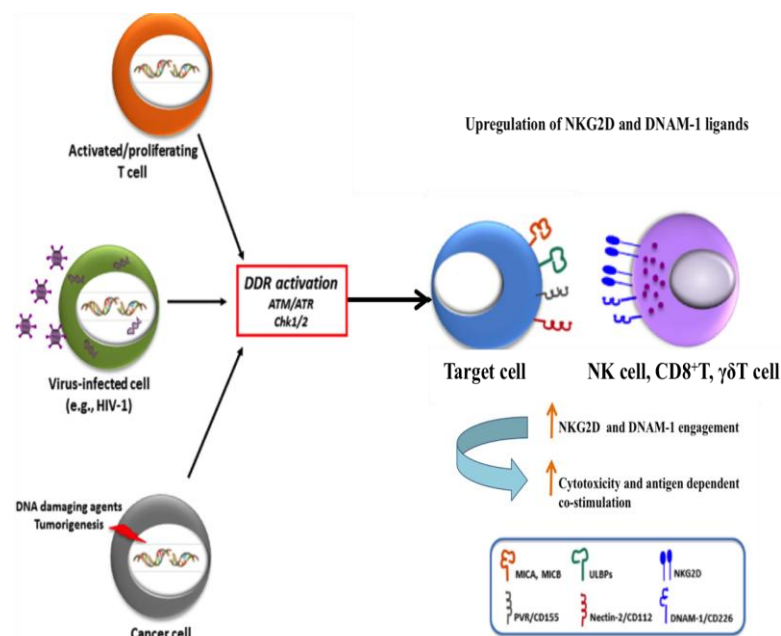 Activated/proliferating
T cell
Upregulation of NKG2D and DNAM-1 ligands
DDR activation
ATM/ATR
Chk1/2
Virus-infected cell
(e.g., HIV-1)
Target cell
NK cell, CD8⁺T, γδT cell
NKG2D and DNAM-1 engagement
Cytotoxicity and antigen dependent
co-stimulation
DNA damaging agents
Tumorigenesis
Cancer cell
MICA, MICB
ULBPs
NKG2D
PVR/CD155
Nectin-2/CD112
DNAM-1/CD226